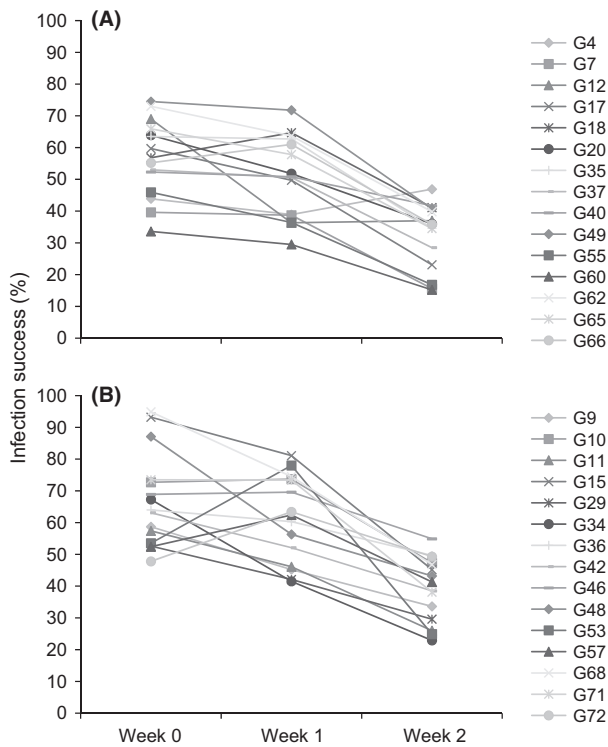 (A)
100
90
80
70
60
50
40
30
20
10
0
G4
G7
G12
G17
G18
G20
G35
G37
G40
G49
G55
G60
G62
G65
G66
Infection success (%)
(B)
100
90
80
70
60
50
40
30
20
10
0
G9
G10
G11
G15
G29
G34
G36
G42
G46
G48
G53
G57
G68
G71
G72
Week 0 Week 1 Week 2